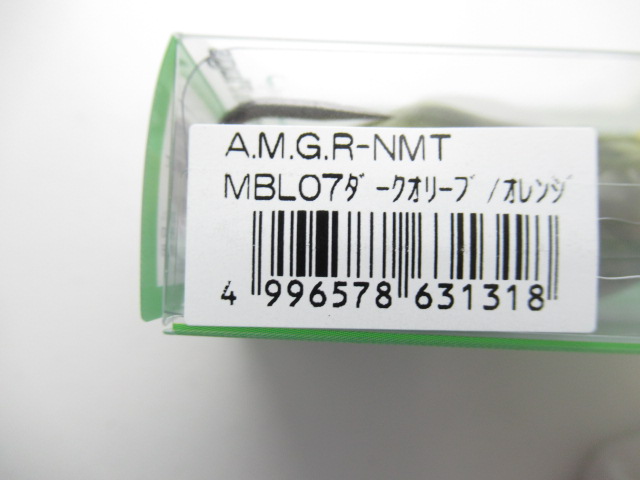 A.M.G.R-NMT
MBL07ﾀﾞｰｸｵﾘｰﾌﾞ/ｵﾚﾝｼﾞ
4 996578 631318